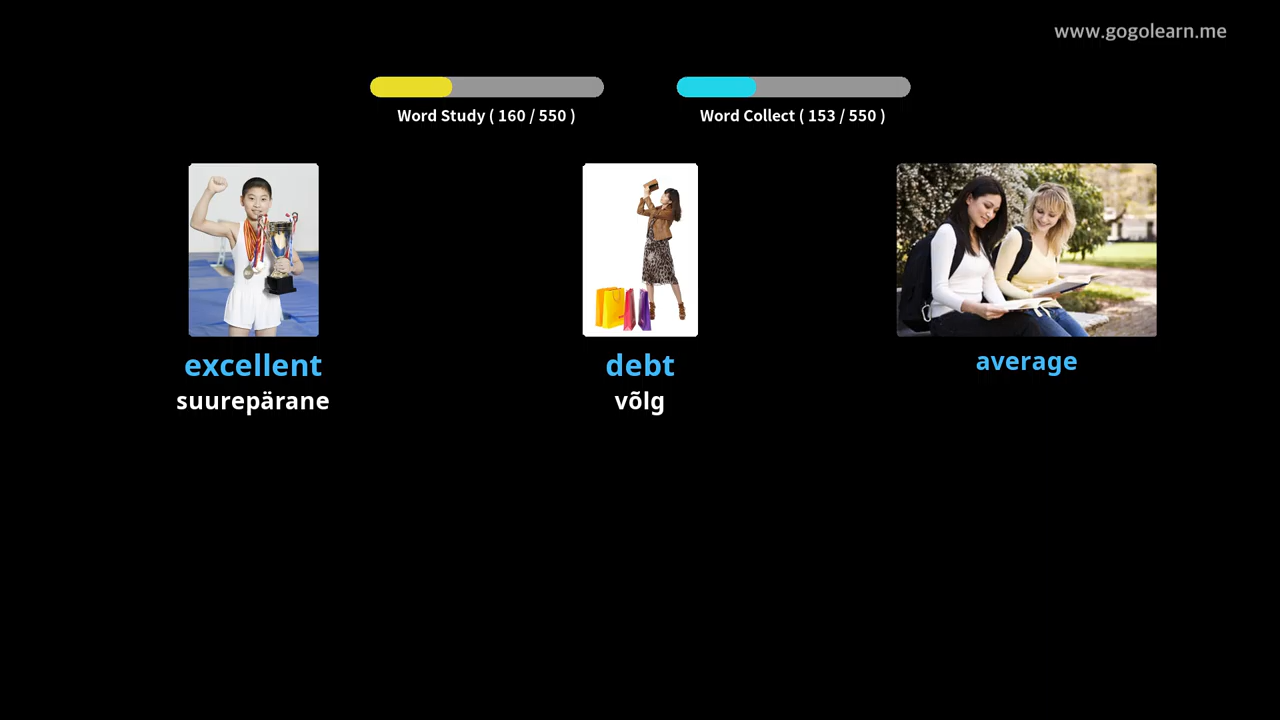 www.gogolearn.me
Word Study ( 160 / 550 )
Word Collect ( 153 / 550 )
excellent
suurepärane
debt
võlg
average